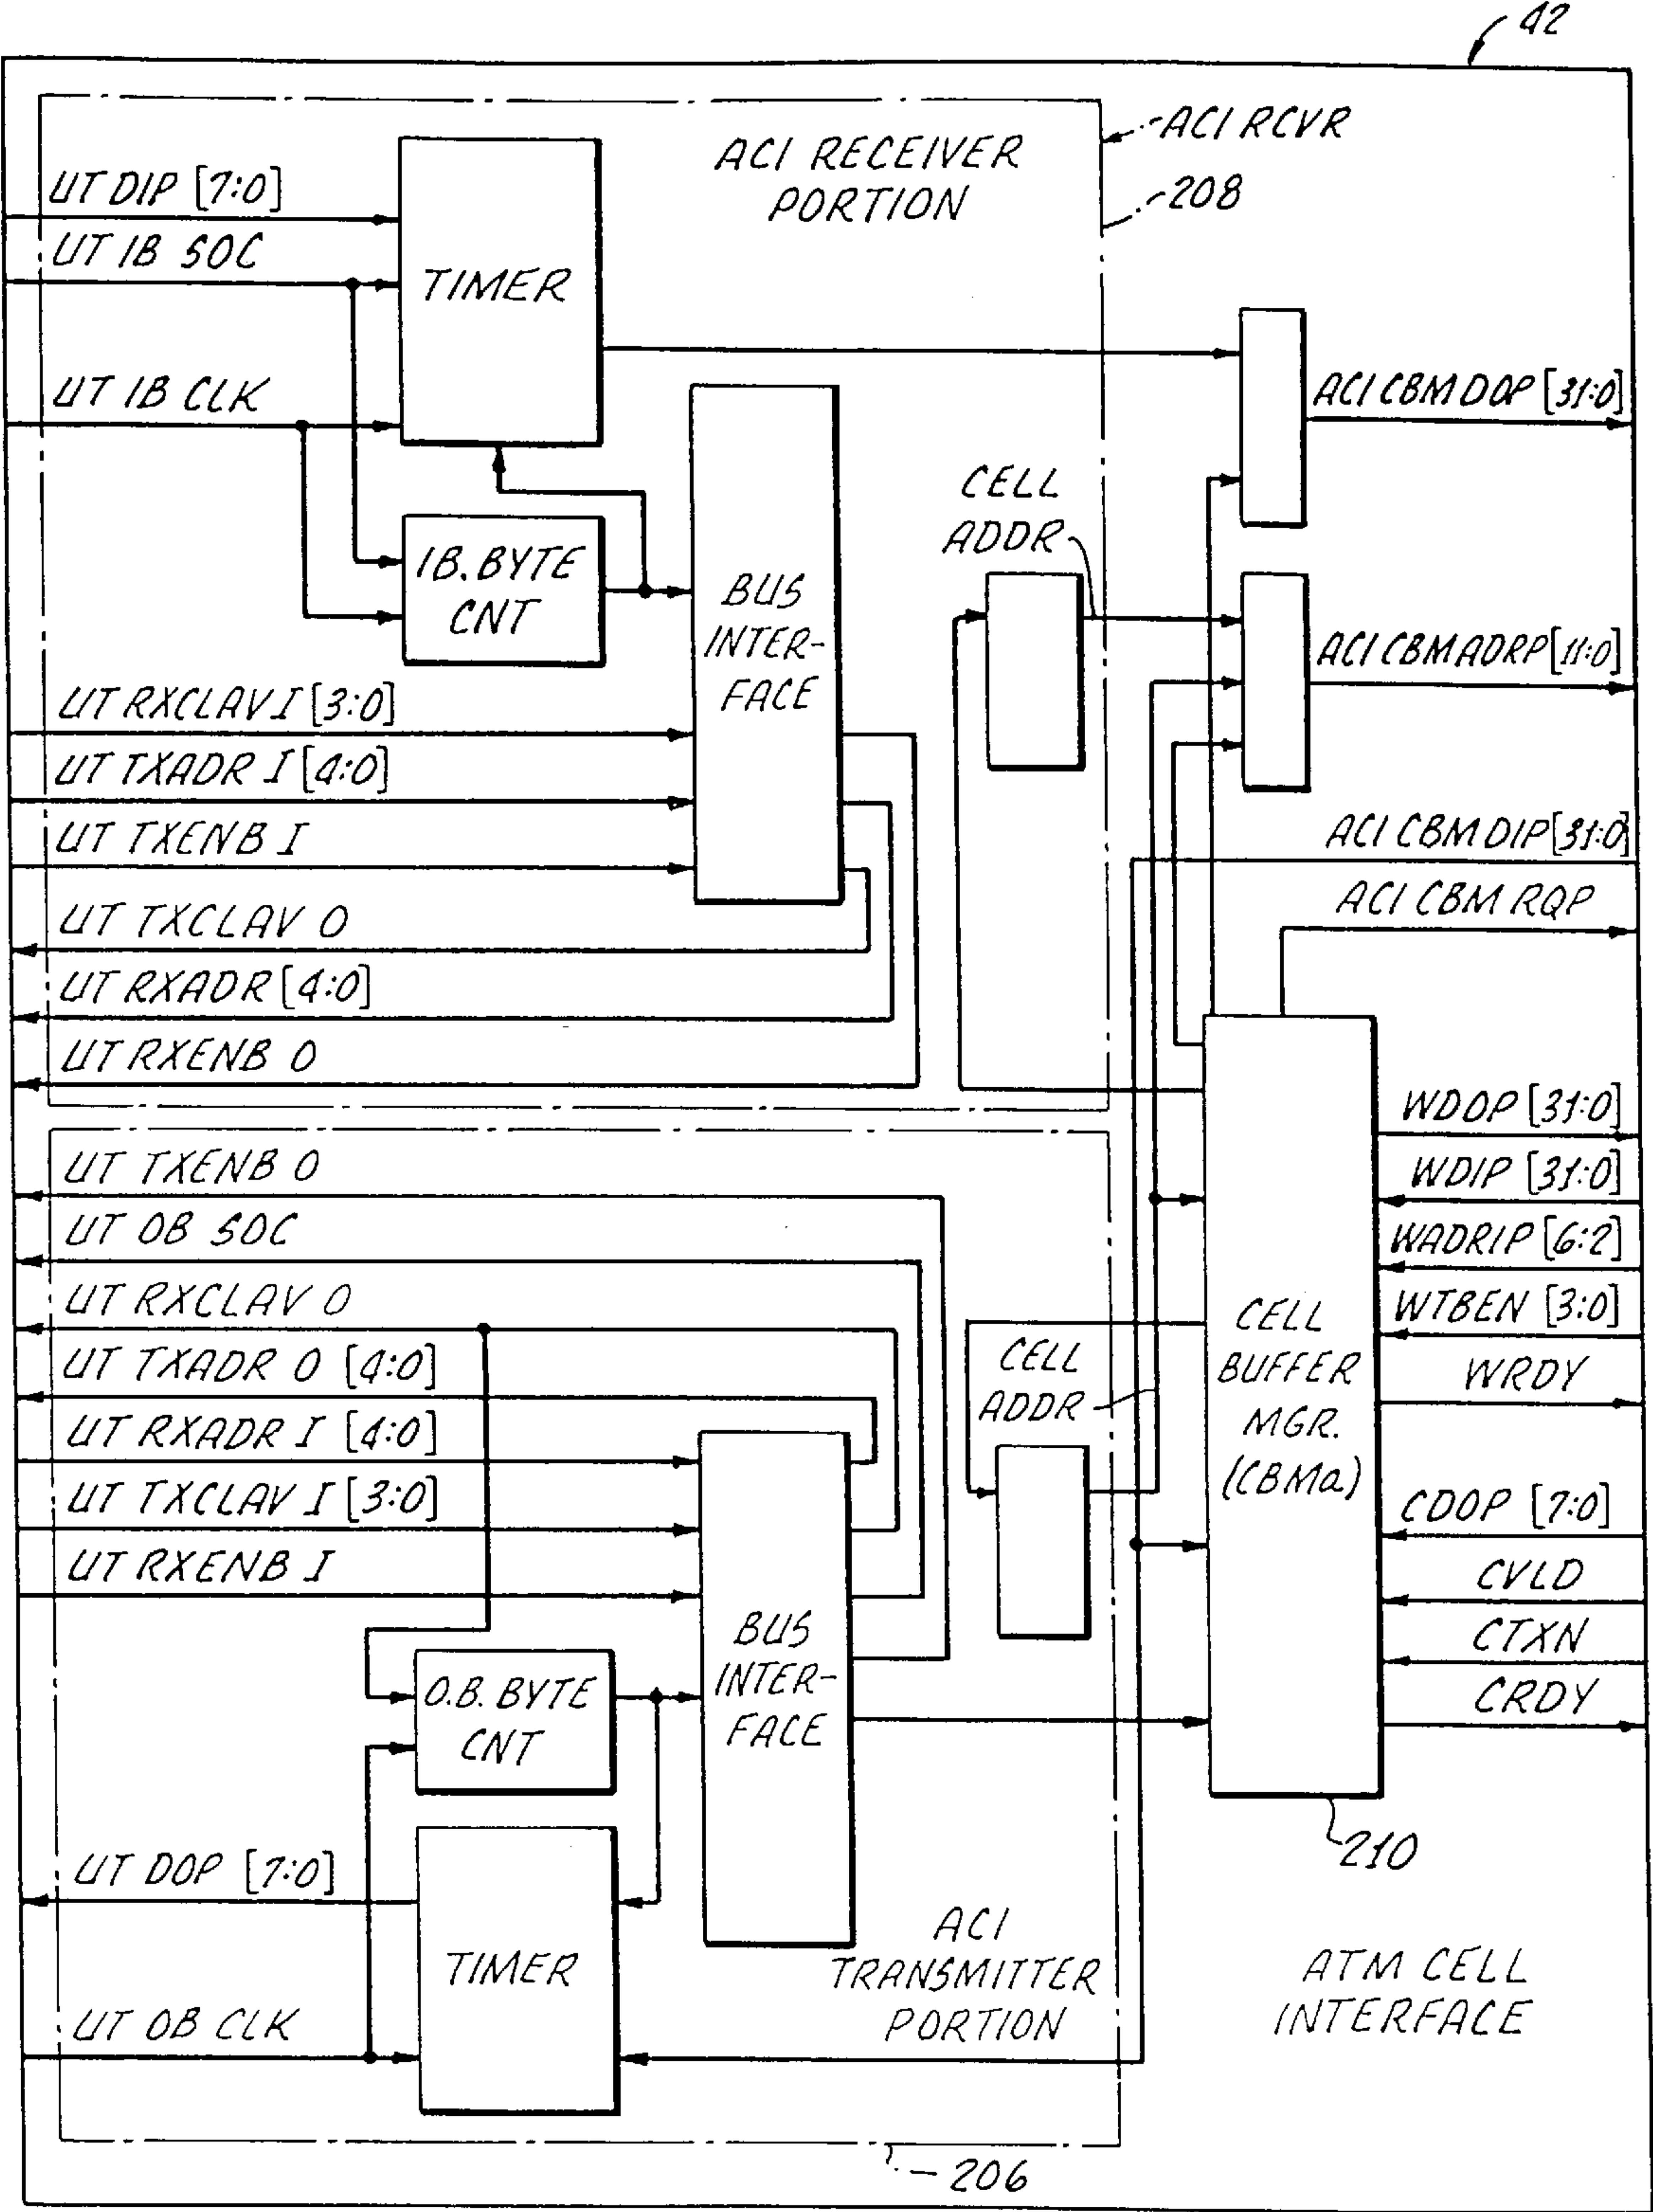 42
ACI RECEIVER
PORTION
ACI RCVR
208
UT DIP [7:0]
UT IB SOC
TIMER
UT IB CLK
ACI CBM DOP [31:0]
CELL
ADDR
IB. BYTE
CNT
BUS
INTER-
FACE
ACI CBM ADRP [11:0]
UT RXCLAV I [3:0]
UT TXADR I [4:0]
UT TXENB I
ACI CBM DIP [31:0]
ACI CBM RQP
UT TXCLAV O
UT RXADR [4:0]
UT RXENB O
WDOP [31:0]
UT TXENB O
WDIP [31:0]
UT OB SOC
WADRIP [6:2]
UT RXCLAV O
WTBEN [3:0]
CELL
BUFFER
MGR.
(CBMa)
UT TXADR O [4:0]
CELL
ADDR
WRDY
UT RXADR I [4:0]
UT TXCLAV I [3:0]
CDOP [7:0]
UT RXENB I
CVLD
BUS
INTER-
FACE
CTXN
O.B. BYTE
CNT
CRDY
210
UT DOP [7:0]
TIMER
ACI
TRANSMITTER
PORTION
ATM CELL
INTERFACE
UT OB CLK
206